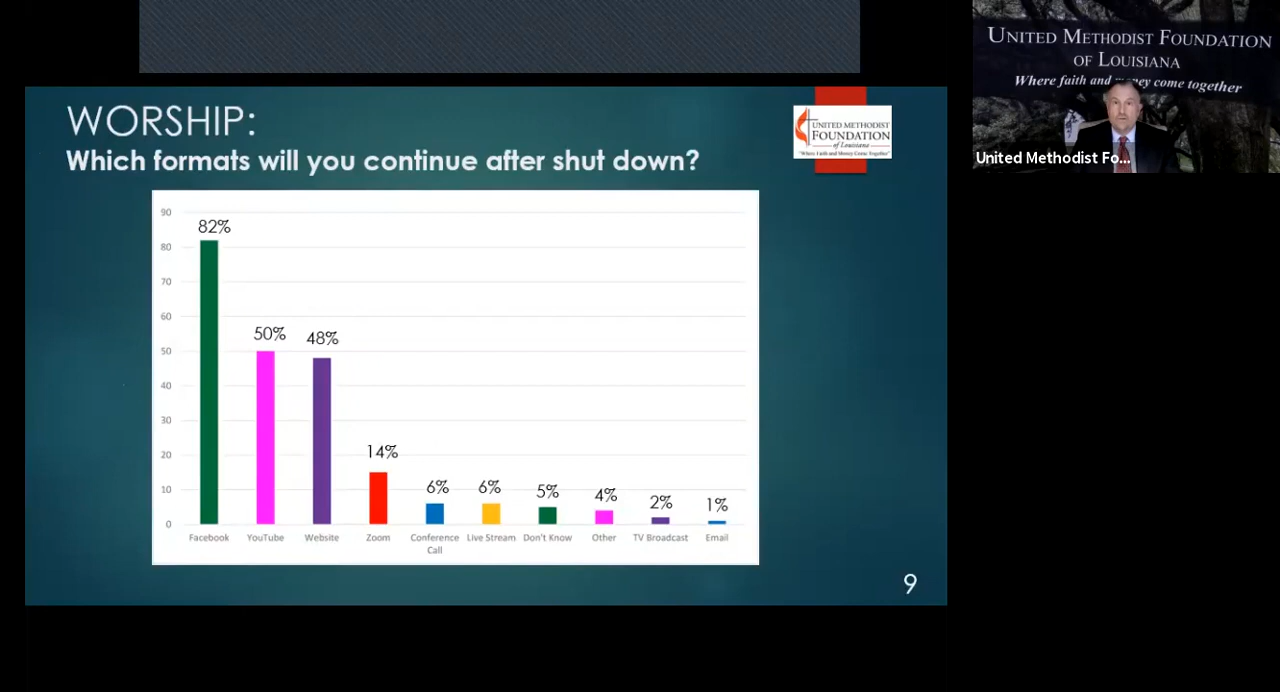 WORSHIP:
Which formats will you continue after shut down?
UNITED METHODIST
FOUNDATION
of Louisiana
"Where Faith and Money Come Together"
90
80
70
60
50
40
30
20
10
0
82%
50%
48%
14%
6%
6%
5%
4%
2%
1%
Facebook
YouTube
Website
Zoom
Conference
Call
Live Stream
Don't Know
Other
TV Broadcast
Email
9
UNITED METHODIST FOUNDATION
OF LOUISIANA
Where faith and ney come together
United Methodist Fo...